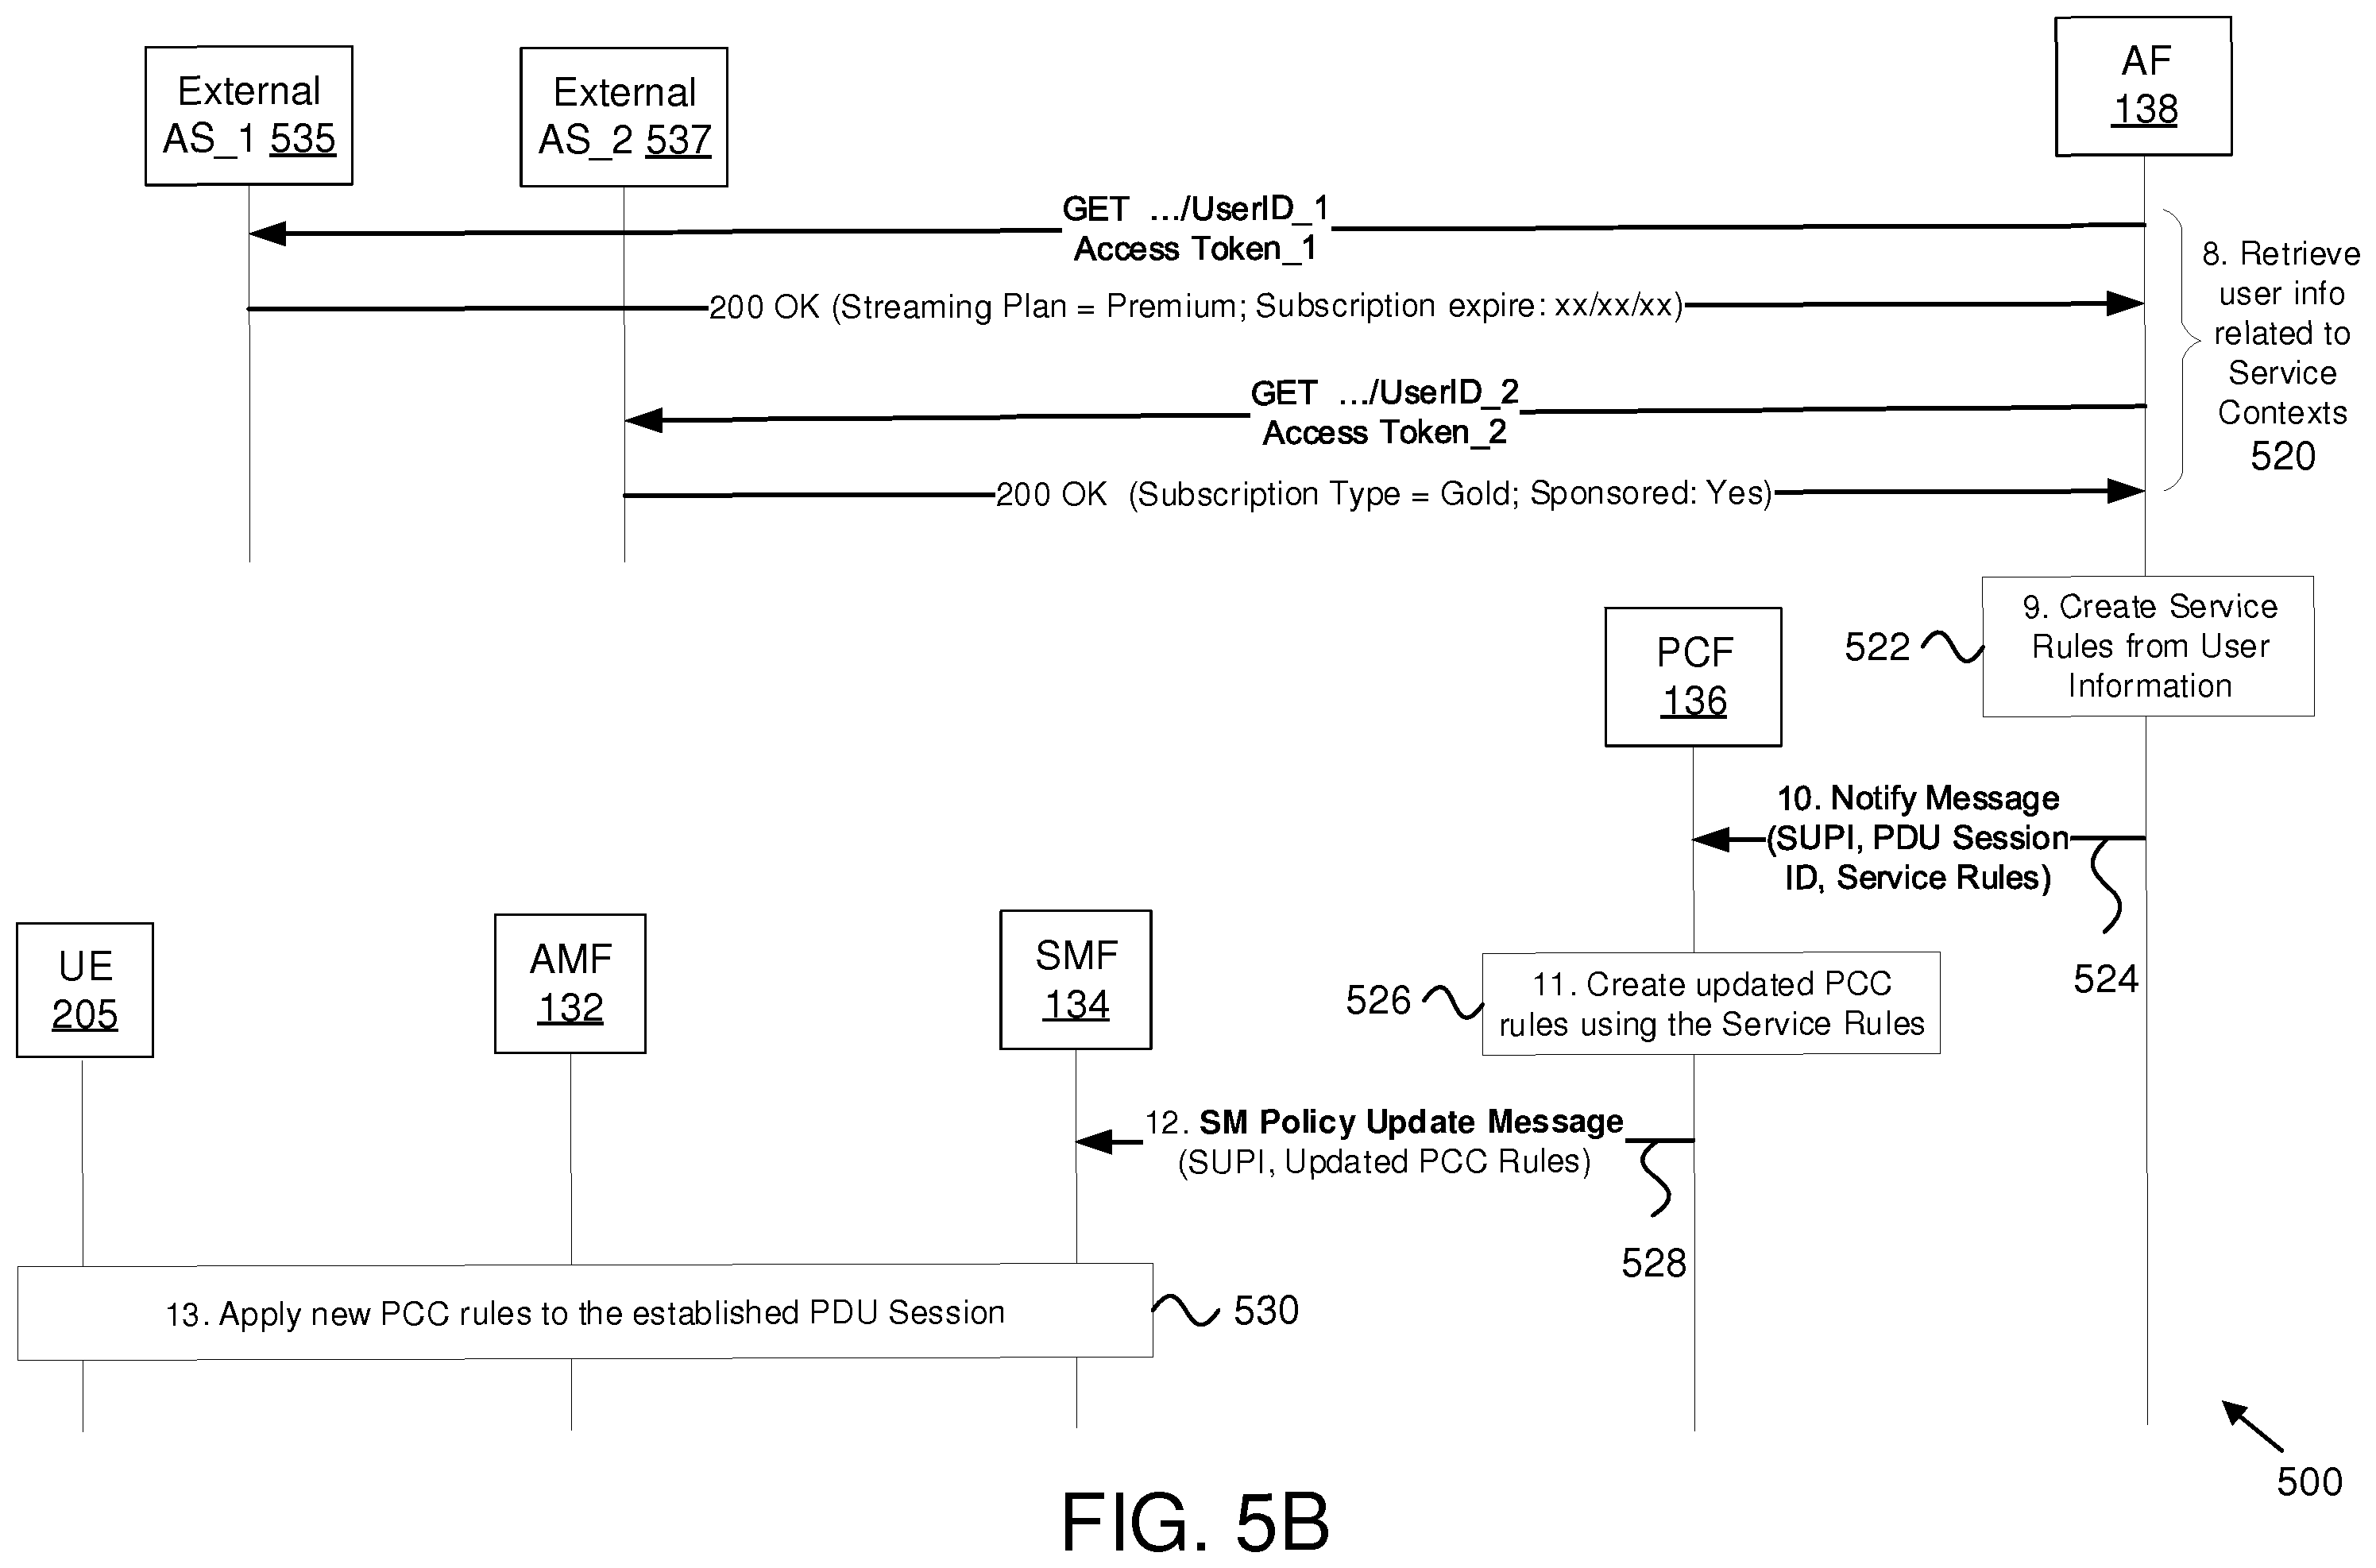 External
AS_1 535
External
AS_2 537
AF
138
GET .../UserID_1
Access Token_1
200 OK (Streaming Plan = Premium; Subscription expire: xx/xx/xx)
GET .../UserID_2
Access Token_2
200 OK (Subscription Type = Gold; Sponsored: Yes)
8. Retrieve
user info
related to
Service
Contexts
520
9. Create Service
Rules from User
Information
522
PCF
136
10. Notify Message
(SUPI, PDU Session
ID, Service Rules)
524
UE
205
AMF
132
SMF
134
11. Create updated PCC
rules using the Service Rules
526
12. SM Policy Update Message
(SUPI, Updated PCC Rules)
528
13. Apply new PCC rules to the established PDU Session
530
500
FIG. 5B